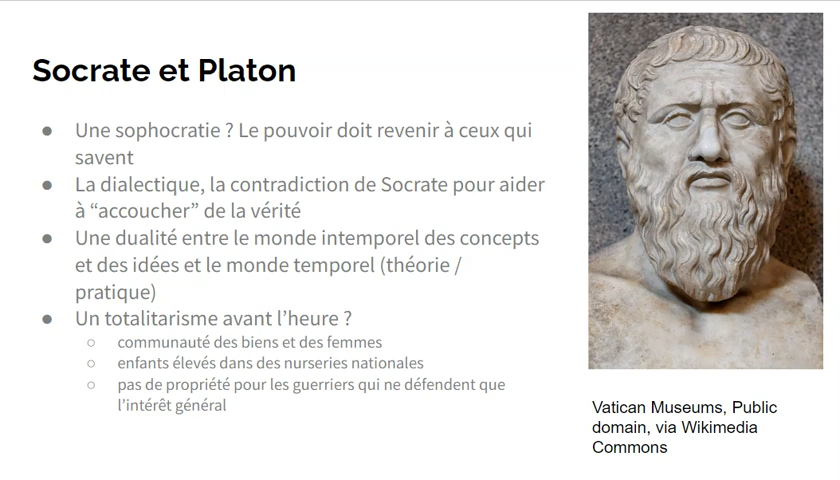 Socrate et Platon
● Une sophocratie ? Le pouvoir doit revenir à ceux qui
savent
● La dialectique, la contradiction de Socrate pour aider
à “accoucher” de la vérité
● Une dualité entre le monde intemporel des concepts
et des idées et le monde temporel (théorie /
pratique)
● Un totalitarisme avant l’heure ?
○ communauté des biens et des femmes
○ enfants élevés dans des nurseries nationales
○ pas de propriété pour les guerriers qui ne défendent que
l’intérêt général
Vatican Museums, Public
domain, via Wikimedia
Commons